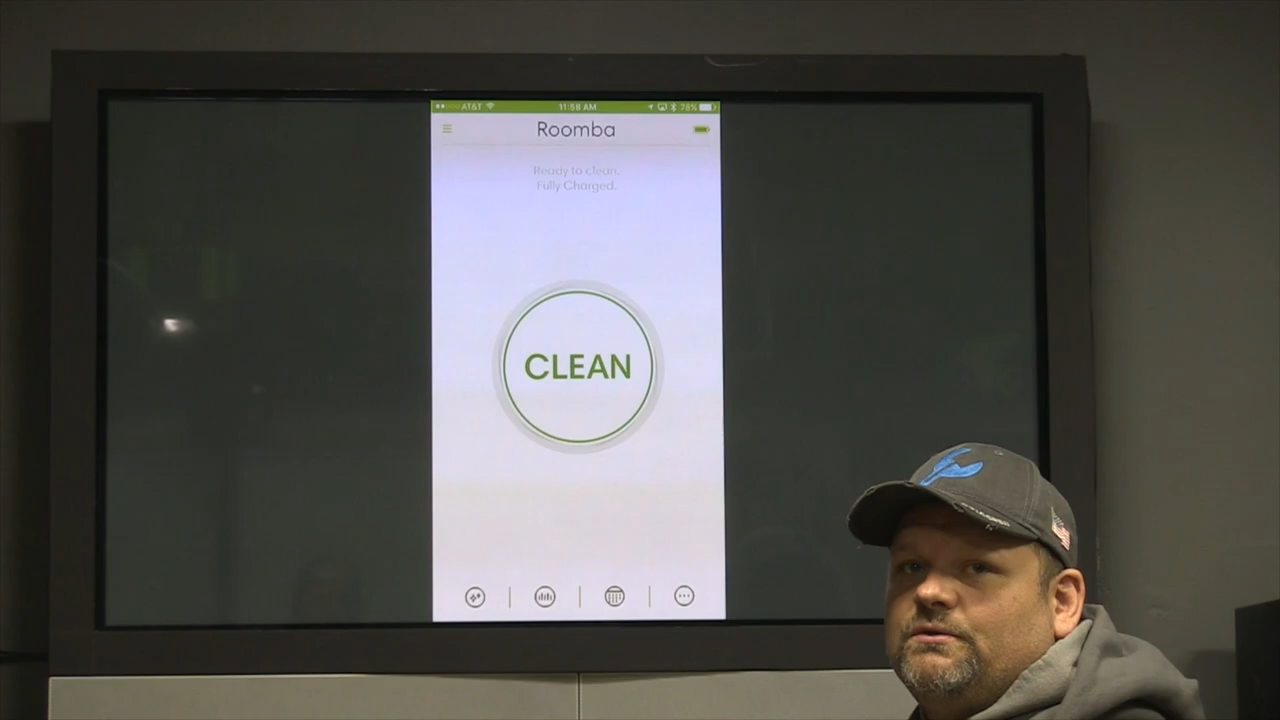 AT&T 11:58 AM 78%
Roomba
Ready to clean.
Fully Charged.
CLEAN